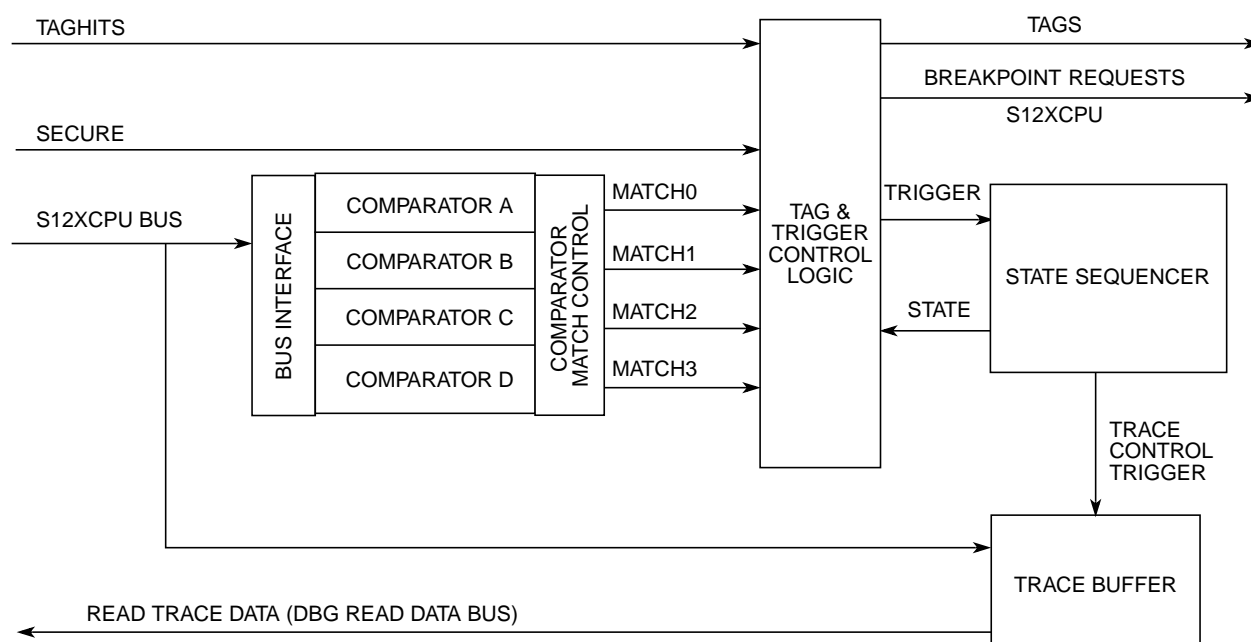 TAGHITS
TAGS
BREAKPOINT REQUESTS
S12XCPU
SECURE
S12XCPU BUS
BUS INTERFACE
COMPARATOR A
COMPARATOR B
COMPARATOR C
COMPARATOR D
COMPARATOR
MATCH CONTROL
MATCH0
MATCH1
MATCH2
MATCH3
TAG &
TRIGGER
CONTROL
LOGIC
TRIGGER
STATE
STATE SEQUENCER
TRACE
CONTROL
TRIGGER
TRACE BUFFER
READ TRACE DATA (DBG READ DATA BUS)